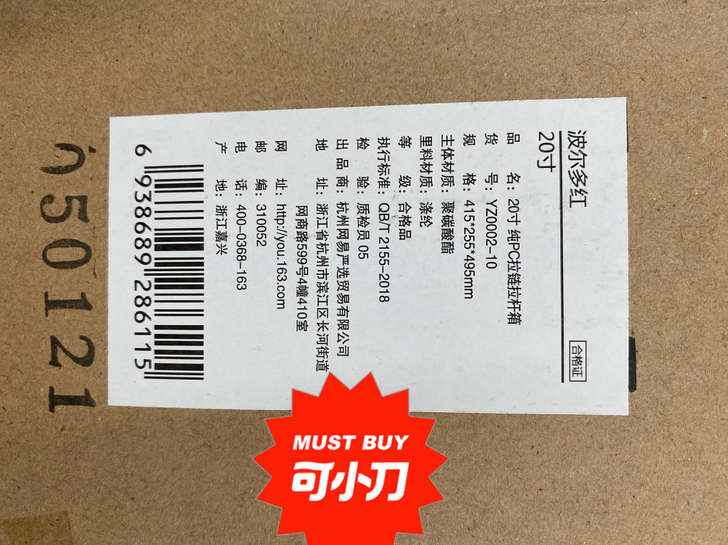 波尔多红
20寸
合格证
品 名：20寸 纯PC拉链拉杆箱
货 号：YZ0002-10
规 格：415*255*495mm
主体材质：聚碳酸酯
里料材质：涤纶
等 级：合格品
执行标准：QB/T 2155-2018
检 验：质检员 05
出 品 商：杭州网易严选贸易有限公司
地 址：浙江省杭州市滨江区长河街道
网商路599号4幢410室
网 址：http://you.163.com
邮 编：310052
电 话：400-0368-163
产 地：浙江嘉兴
6 938689 286115
50121
MUST BUY
可小刀